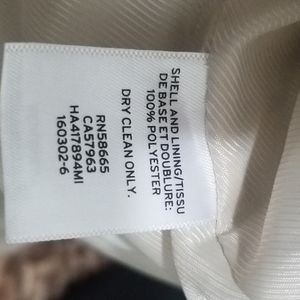 SHELL AND LINING/TISSU
DE BASE ET DOUBLURE:
100% POLYESTER
DRY CLEAN ONLY.
RN58665
CA57963
HA417894MI
160302-6